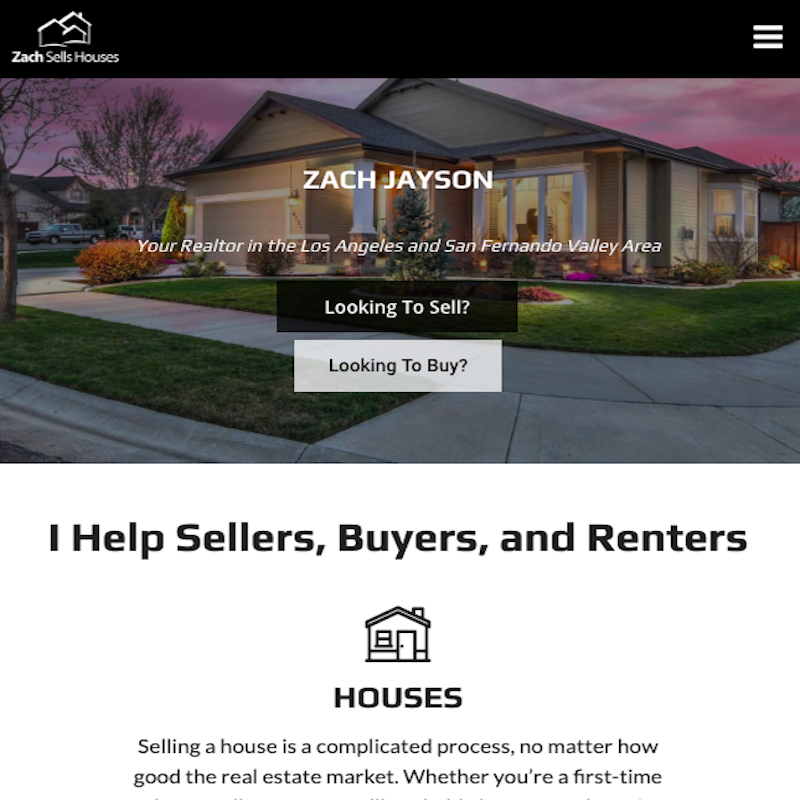 Zach Sells Houses
ZACH JAYSON
Your Realtor in the Los Angeles and San Fernando Valley Area
Looking To Sell?
Looking To Buy?
I Help Sellers, Buyers, and Renters
HOUSES
Selling a house is a complicated process, no matter how
good the real estate market. Whether you’re a first-time